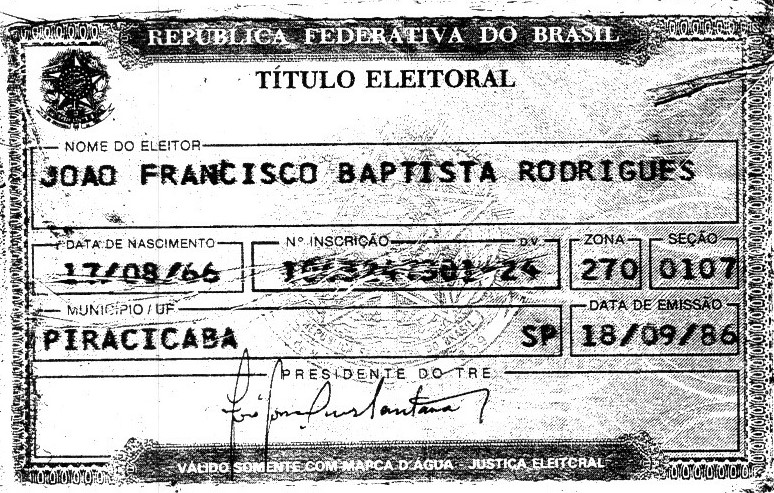 REPÚBLICA FEDERATIVA DO BRASIL
TÍTULO ELEITORAL
NOME DO ELEITOR
JOAO FRANCISCO BAPTISTA RODRIGUES
DATA DE NASCIMENTO Nº INSCRIÇÃO D.V. ZONA SEÇÃO
17/08/66 24 270 0107
MUNICÍPIO / UF DATA DE EMISSÃO
PIRACICABA SP 18/09/86
PRESIDENTE DO TRE
VÁLIDO SOMENTE COM MARCA D'ÁGUA JUSTIÇA ELEITORAL